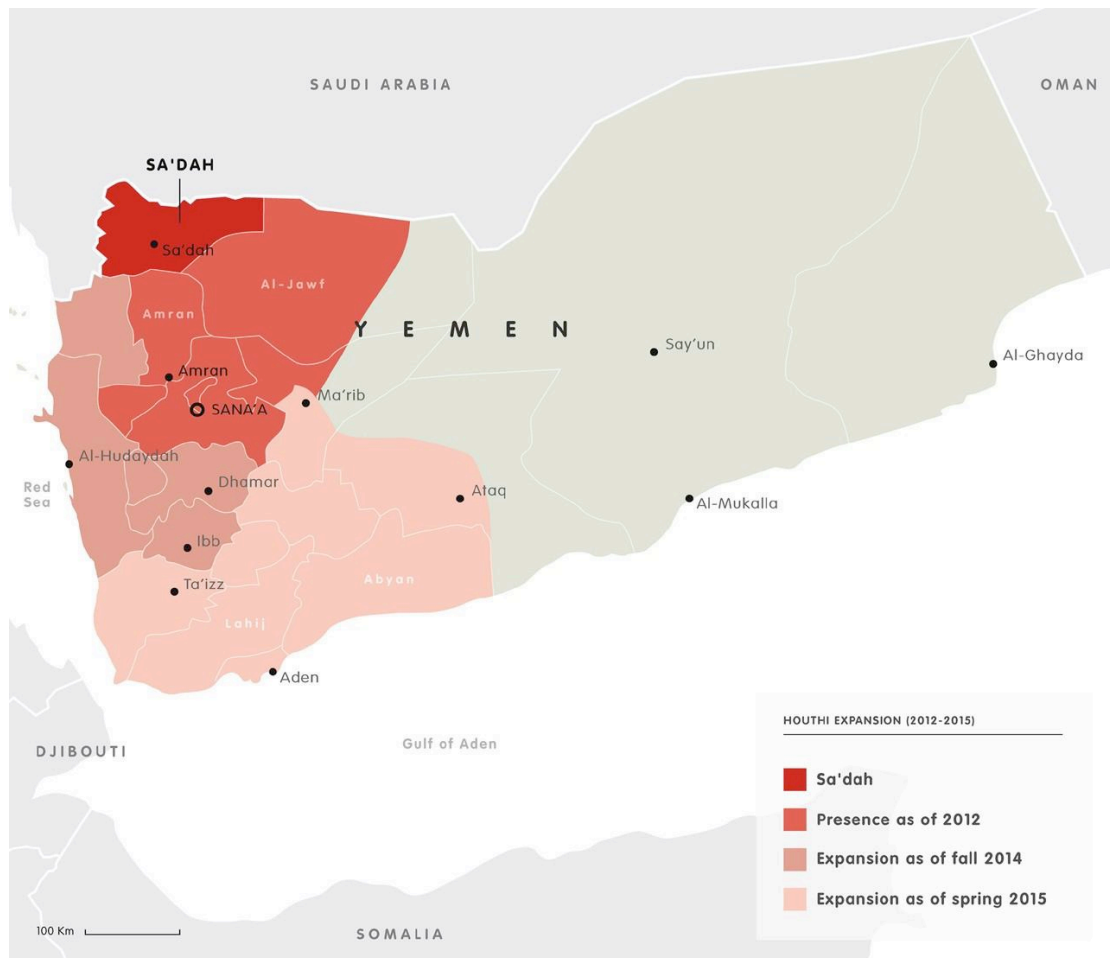 SAUDI ARABIA
OMAN
SA'DAH
Sa'dah
Al-Jawf
Amran
Y E M E N
Say'un
Al-Ghayda
Amran
Ma'rib
SANA'A
Al-Hudaydah
Dhamar
Red
Sea
Ataq
Al-Mukalla
Ibb
Ta'izz
Abyan
Lahij
Aden
DJIBOUTI
Gulf of Aden
HOUTHI EXPANSION (2012-2015)
Sa'dah
Presence as of 2012
Expansion as of fall 2014
Expansion as of spring 2015
100 Km
SOMALIA